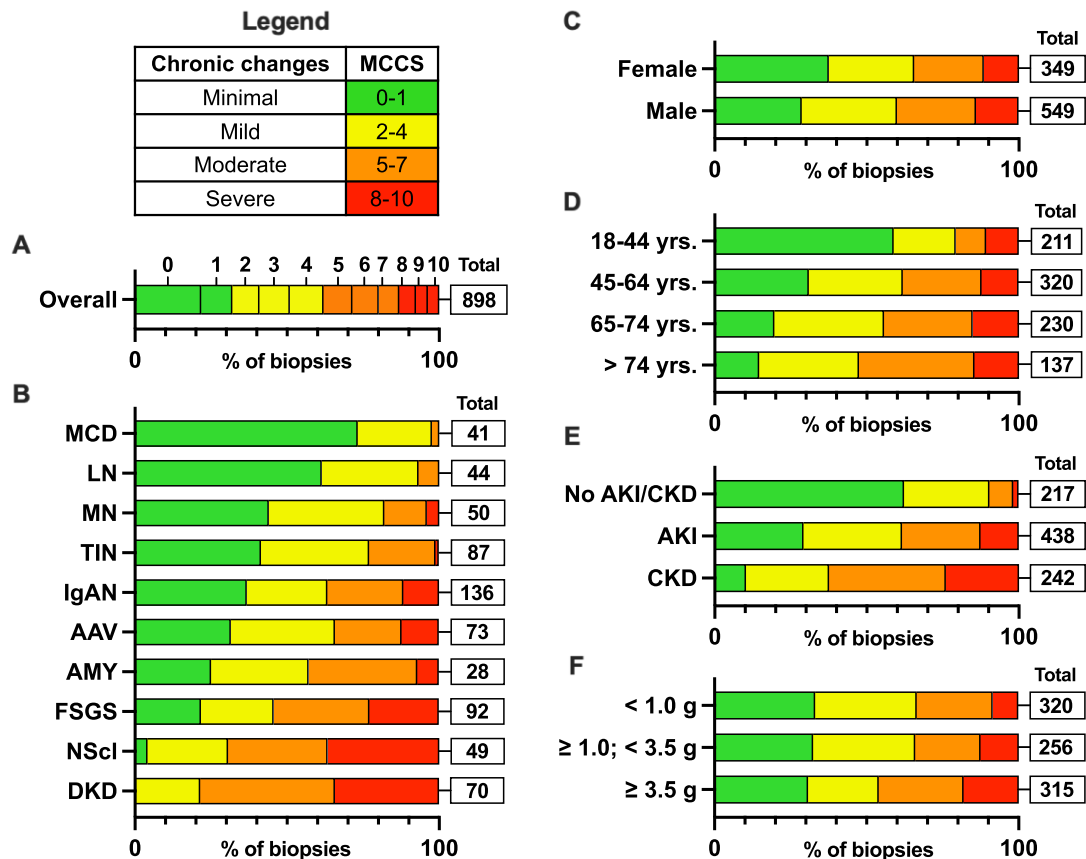 Legend
Chronic changes MCCS
Minimal 0-1
Mild 2-4
Moderate 5-7
Severe 8-10
A
0 1 2 3 4 5 6 7 8 9 10 Total
Overall 898
0 100
% of biopsies
B
Total
MCD 41
LN 44
MN 50
TIN 87
IgAN 136
AAV 73
AMY 28
FSGS 92
NScl 49
DKD 70
0 % of biopsies 100
C
Total
Female 349
Male 549
0 100
% of biopsies
D
Total
18-44 yrs. 211
45-64 yrs. 320
65-74 yrs. 230
> 74 yrs. 137
0 100
% of biopsies
E
Total
No AKI/CKD 217
AKI 438
CKD 242
0 100
% of biopsies
F
Total
< 1.0 g 320
≥ 1.0; < 3.5 g 256
≥ 3.5 g 315
0 100
% of biopsies